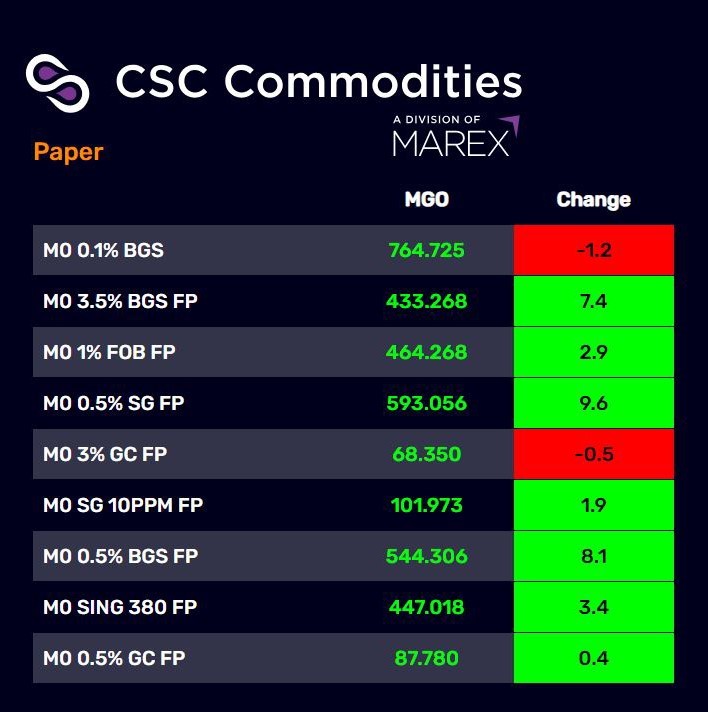 CSC Commodities
A DIVISION OF
MAREX
Paper
MGO Change
M0 0.1% BGS 764.725 -1.2
M0 3.5% BGS FP 433.268 7.4
M0 1% FOB FP 464.268 2.9
M0 0.5% SG FP 593.056 9.6
M0 3% GC FP 68.350 -0.5
M0 SG 10PPM FP 101.973 1.9
M0 0.5% BGS FP 544.306 8.1
M0 SING 380 FP 447.018 3.4
M0 0.5% GC FP 87.780 0.4